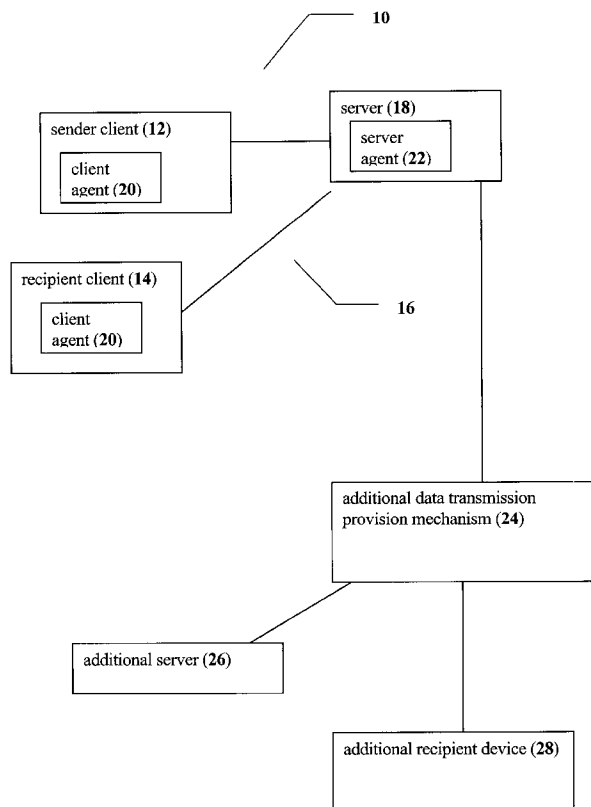 10
server (18)
server
agent (22)
sender client (12)
client
agent (20)
recipient client (14)
client
agent (20)
16
additional data transmission
provision mechanism (24)
additional server (26)
additional recipient device (28)